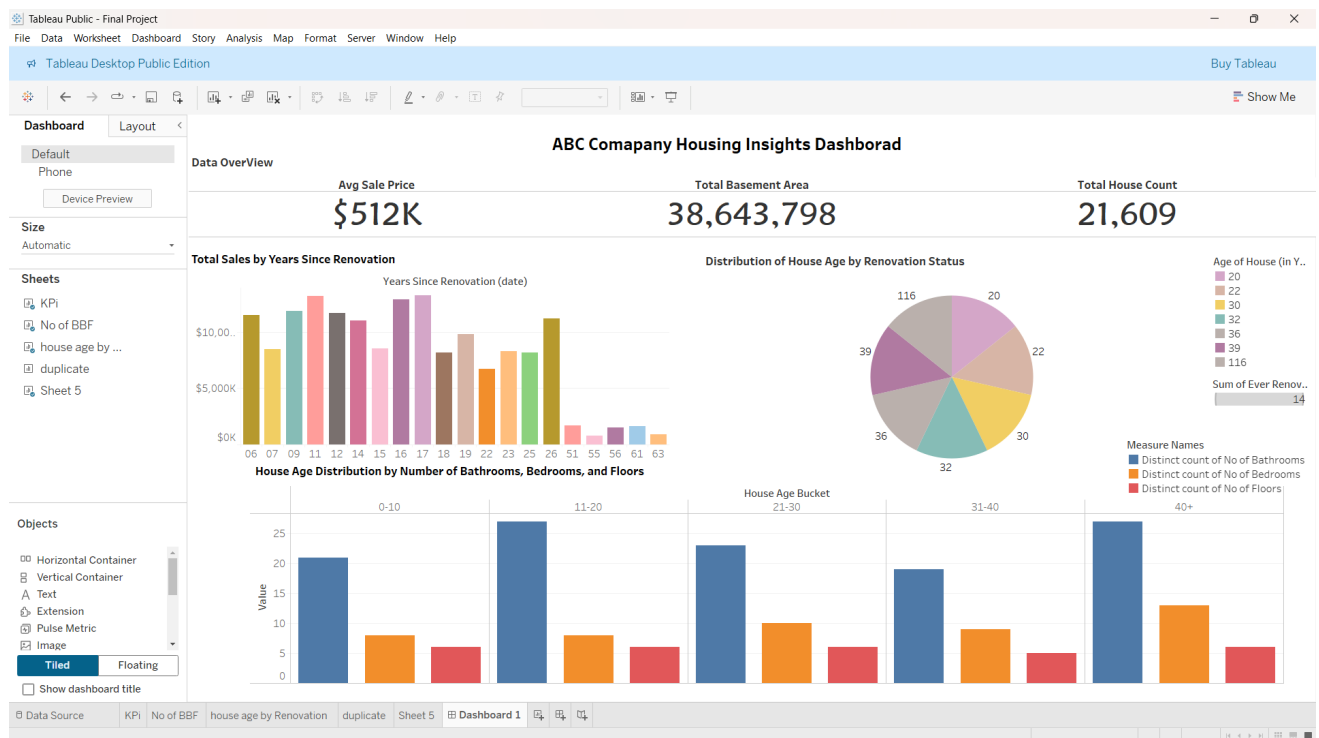 Tableau Public - Final Project
File Data Worksheet Dashboard Story Analysis Map Format Server Window Help
Tableau Desktop Public Edition
Buy Tableau
Show Me
Dashboard
Layout
Default
Phone
Device Preview
Size
Automatic
Sheets
KPi
No of BBF
house age by ...
duplicate
Sheet 5
Objects
Horizontal Container
Vertical Container
Text
Extension
Pulse Metric
Image
Tiled
Floating
Show dashboard title
ABC Comapany Housing Insights Dashborad
Data OverView
Avg Sale Price
$512K
Total Basement Area
38,643,798
Total House Count
21,609
Total Sales by Years Since Renovation
Years Since Renovation (date)
$10,00..
$5,000K
$0K
06 07 09 11 12 14 15 16 17 18 19 22 23 25 26 51 55 56 61 63
Distribution of House Age by Renovation Status
116
20
39
22
36
30
32
Age of House (in Y..
20
22
30
32
36
39
116
Sum of Ever Renov..
14
Measure Names
Distinct count of No of Bathrooms
Distinct count of No of Bedrooms
Distinct count of No of Floors
House Age Distribution by Number of Bathrooms, Bedrooms, and Floors
House Age Bucket
0-10 11-20 21-30 31-40 40+
Value
25
20
15
10
5
0
Data Source
KPi
No of BBF
house age by Renovation
duplicate
Sheet 5
Dashboard 1